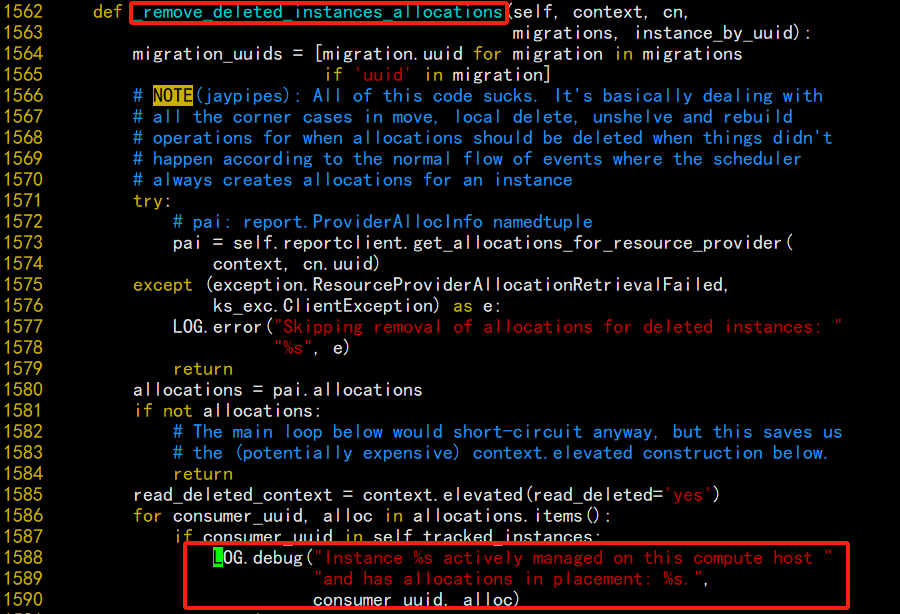 1562     def _remove_deleted_instances_allocations(self, context, cn,
1563                                               migrations, instance_by_uuid):
1564         migration_uuids = [migration.uuid for migration in migrations
1565                            if 'uuid' in migration]
1566         # NOTE(jaypipes): All of this code sucks. It's basically dealing with
1567         # all the corner cases in move, local delete, unshelve and rebuild
1568         # operations for when allocations should be deleted when things didn't
1569         # happen according to the normal flow of events where the scheduler
1570         # always creates allocations for an instance
1571         try:
1572             # pai: report.ProviderAllocInfo namedtuple
1573             pai = self.reportclient.get_allocations_for_resource_provider(
1574                 context, cn.uuid)
1575         except (exception.ResourceProviderAllocationRetrievalFailed,
1576                 ks_exc.ClientException) as e:
1577             LOG.error("Skipping removal of allocations for deleted instances: "
1578                       "%s", e)
1579             return
1580         allocations = pai.allocations
1581         if not allocations:
1582             # The main loop below would short-circuit anyway, but this saves us
1583             # the (potentially expensive) context.elevated construction below.
1584             return
1585         read_deleted_context = context.elevated(read_deleted='yes')
1586         for consumer_uuid, alloc in allocations.items():
1587             if consumer_uuid in self.tracked_instances:
1588                 LOG.debug("Instance %s actively managed on this compute host "
1589                           "and has allocations in placement: %s.",
1590                           consumer_uuid, alloc)